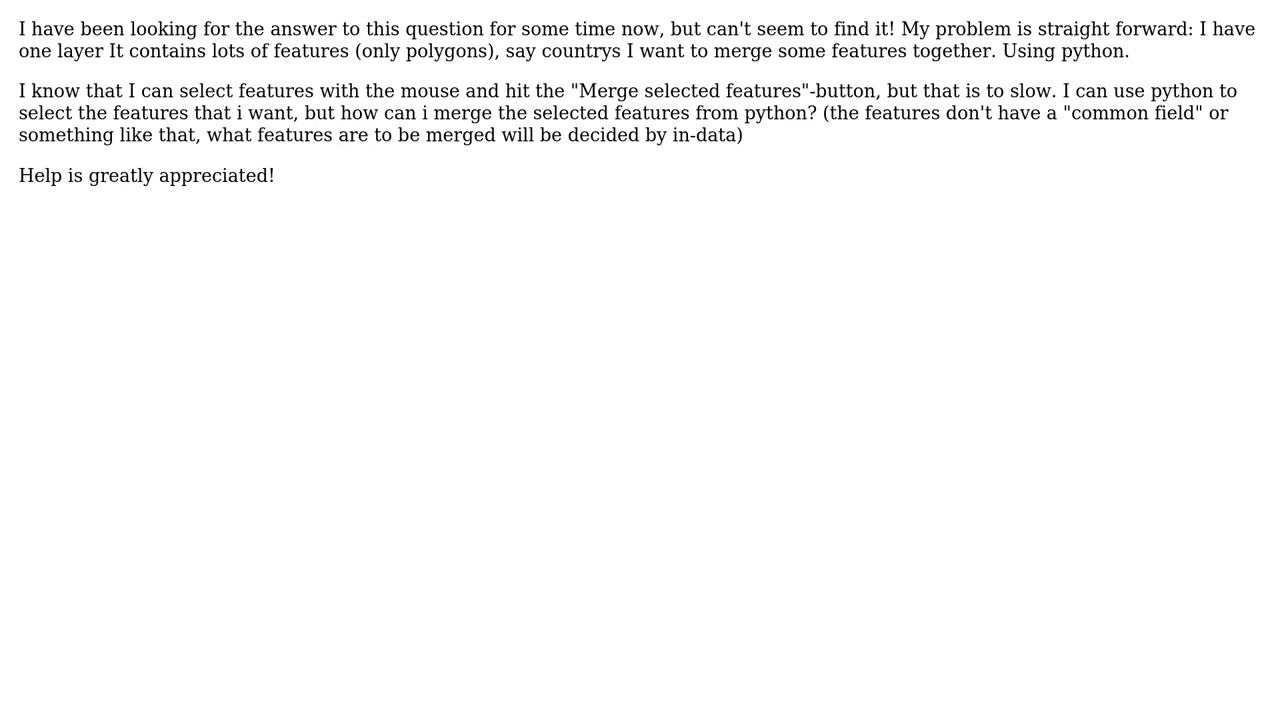 I have been looking for the answer to this question for some time now, but can't seem to find it! My problem is straight forward: I have
one layer It contains lots of features (only polygons), say countrys I want to merge some features together. Using python.
I know that I can select features with the mouse and hit the "Merge selected features"-button, but that is to slow. I can use python to
select the features that i want, but how can i merge the selected features from python? (the features don't have a "common field" or
something like that, what features are to be merged will be decided by in-data)
Help is greatly appreciated!